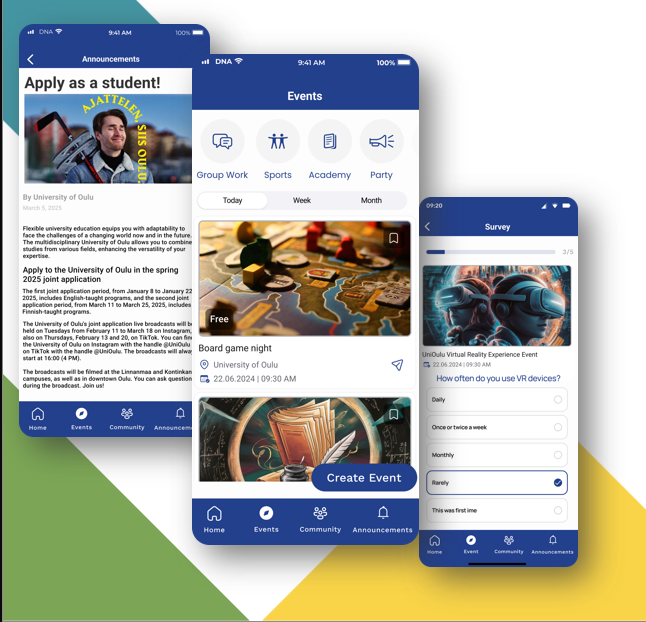 DNA
9:41 AM
100%
Announcements
Apply as a student!
AJATTELEN, SIIS OULU.
By University of Oulu
March 5, 2025
Flexible university education equips you with adaptability to
face the challenges of a changing world now and in the future.
The multidisciplinary University of Oulu allows you to combine
studies from various fields, enhancing the versatility of your
expertise.
Apply to the University of Oulu in the spring
2025 joint application
The first joint application period, from January 8 to January 22
2025, includes English-taught programs, and the second joint
application period, from March 11 to March 25, 2025, includes
Finnish-taught programs.
The University of Oulu's joint application live broadcasts will b
held on Tuesdays from February 11 to March 18 on Instagram,
also on Thursdays, February 13 and 20, on TikTok. You can fin
the University of Oulu on Instagram with the handle @UniOulu
on TikTok with the handle @UniOulu. The broadcasts will alway
start at 16:00 (4 PM).
The broadcasts will be filmed at the Linnanmaa and Kontinkan
campuses, as well as in downtown Oulu. You can ask question
during the broadcast. Join us!
Home
Events
Community
Announceme
DNA
9:41 AM
100%
Events
Group Work
Sports
Academy
Party
Today
Week
Month
Free
Board game night
University of Oulu
22.06.2024 | 09:30 AM
Create Event
Home
Events
Community
Announcements
09:20
Survey
3/5
UniOulu Virtual Reality Experience Event
22.06.2024 | 09:30 AM
How often do you use VR devices?
Daily
Once or twice a week
Monthly
Rarely
This was first ime
Home
Event
Community
Announcements